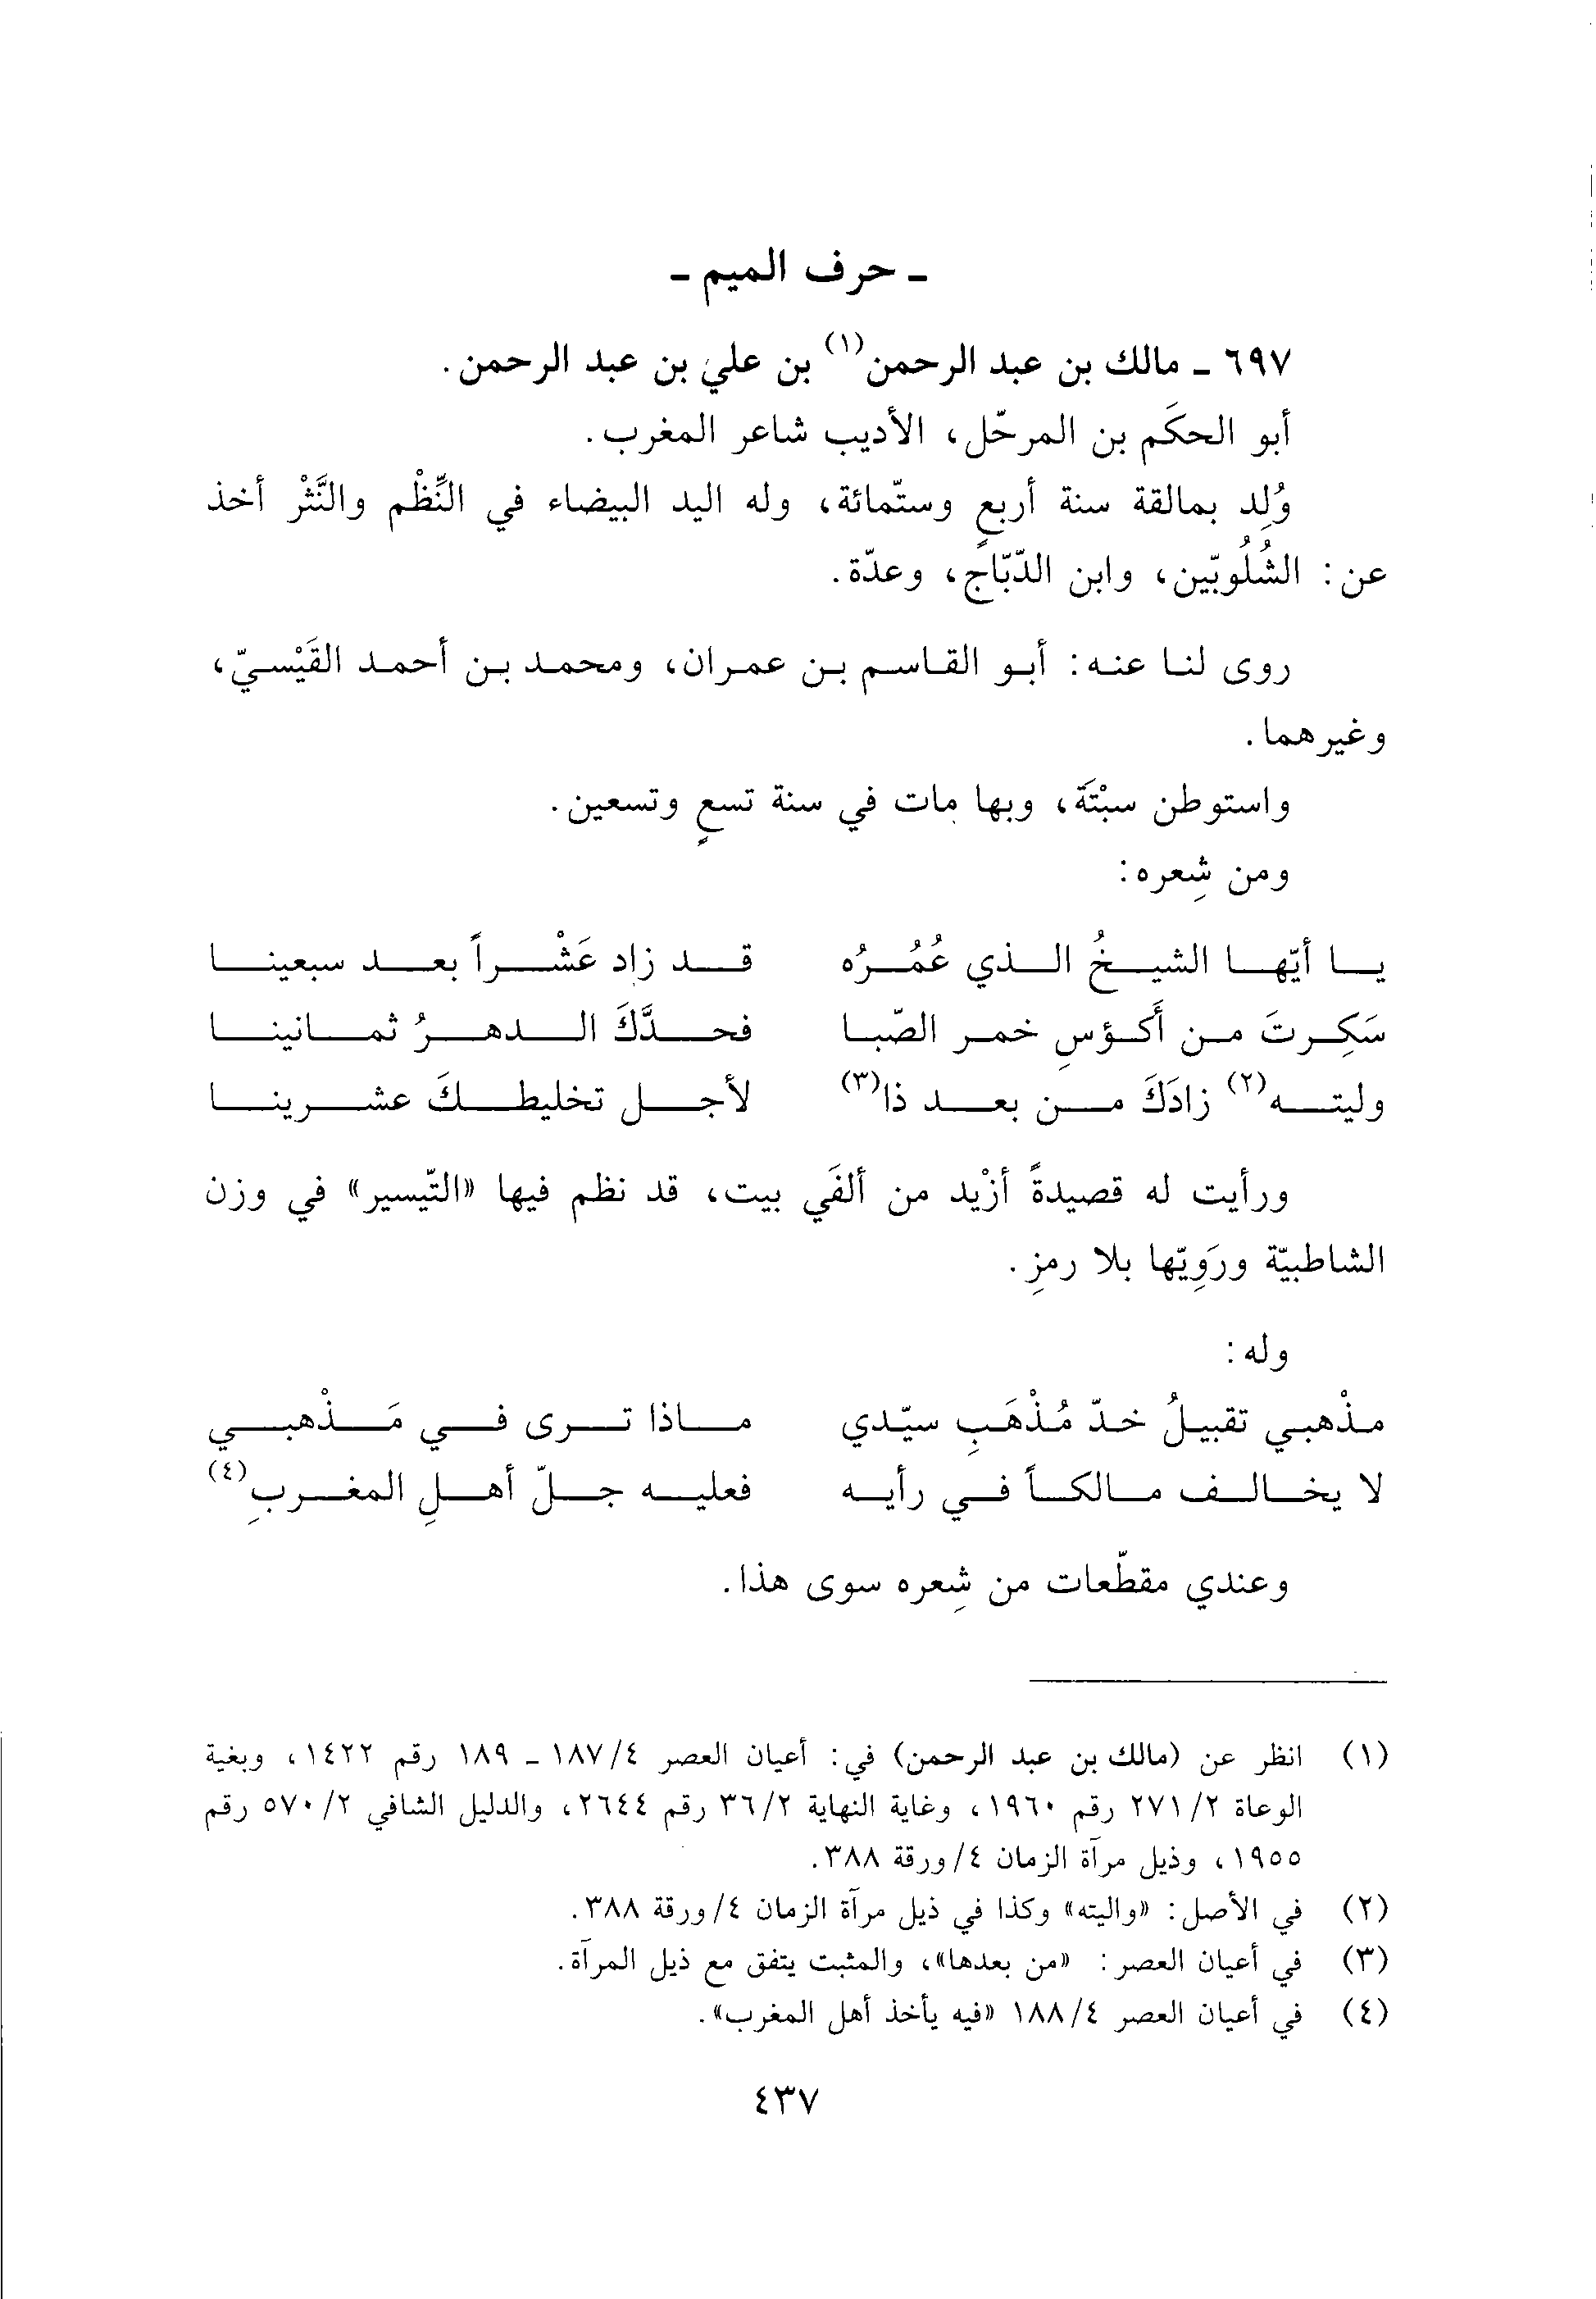 ـ حرف الميم ـ
٦٩٧ ـ مالك بن عبد الرحمن(١) بن علي بن عبد الرحمن.
أبو الحكَم بن المرحّل، الأديب شاعر المغرب.
وُلِد بمالقة سنة أربعٍ وستّمائة، وله اليد البيضاء في النِّظْم والنَّثْر أخذ
عن: الشُلُوبّين، وابن الدّبّاج، وعدّة.
روى لنا عنه: أبو القاسم بن عمران، ومحمد بن أحمد القَيْسيّ،
وغيرهما.
واستوطن سبْتَة، وبها مات في سنة تسعٍ وتسعين.
ومن شِعره:
يا أيّها الشيخُ الذي عُمُرُه قد زاد عَشْراً بعد سبعينا
سَكِرتَ من أَكؤسِ خمر الصّبا فحدَّكَ الدهرُ ثمانينا
وليته(٢) زادَكَ من بعد ذا(٣) لأجل تخليطكَ عشرينا
ورأيت له قصيدةً أزْيد من ألفَي بيت، قد نظم فيها «التّيسير» في وزن
الشاطبيّة ورَوِيّها بلا رمزِ.
وله:
مذْهبي تقبيلُ خدّ مُذْهَبِ سيّدي ماذا ترى في مَذْهبي
لا يخالف مالكاً في رأيه فعليه جلّ أهلِ المغربِ(٤)
وعندي مقطّعات من شِعره سوى هذا.
(١) انظر عن (مالك بن عبد الرحمن) في: أعيان العصر ٤/١٨٧ ـ ١٨٩ رقم ١٤٢٢، وبغية
الوعاة ٢/٢٧١ رقم ١٩٦٠، وغاية النهاية ٢/٣٦ رقم ٢٦٤٤، والدليل الشافي ٢/٥٧٠ رقم
١٩٥٥، وذيل مرآة الزمان ٤/ورقة ٣٨٨.
(٢) في الأصل: «واليته» وكذا في ذيل مرآة الزمان ٤/ورقة ٣٨٨.
(٣) في أعيان العصر: «من بعدها»، والمثبت يتفق مع ذيل المرآة.
(٤) في أعيان العصر ٤/١٨٨ «فيه يأخذ أهل المغرب».
٤٣٧